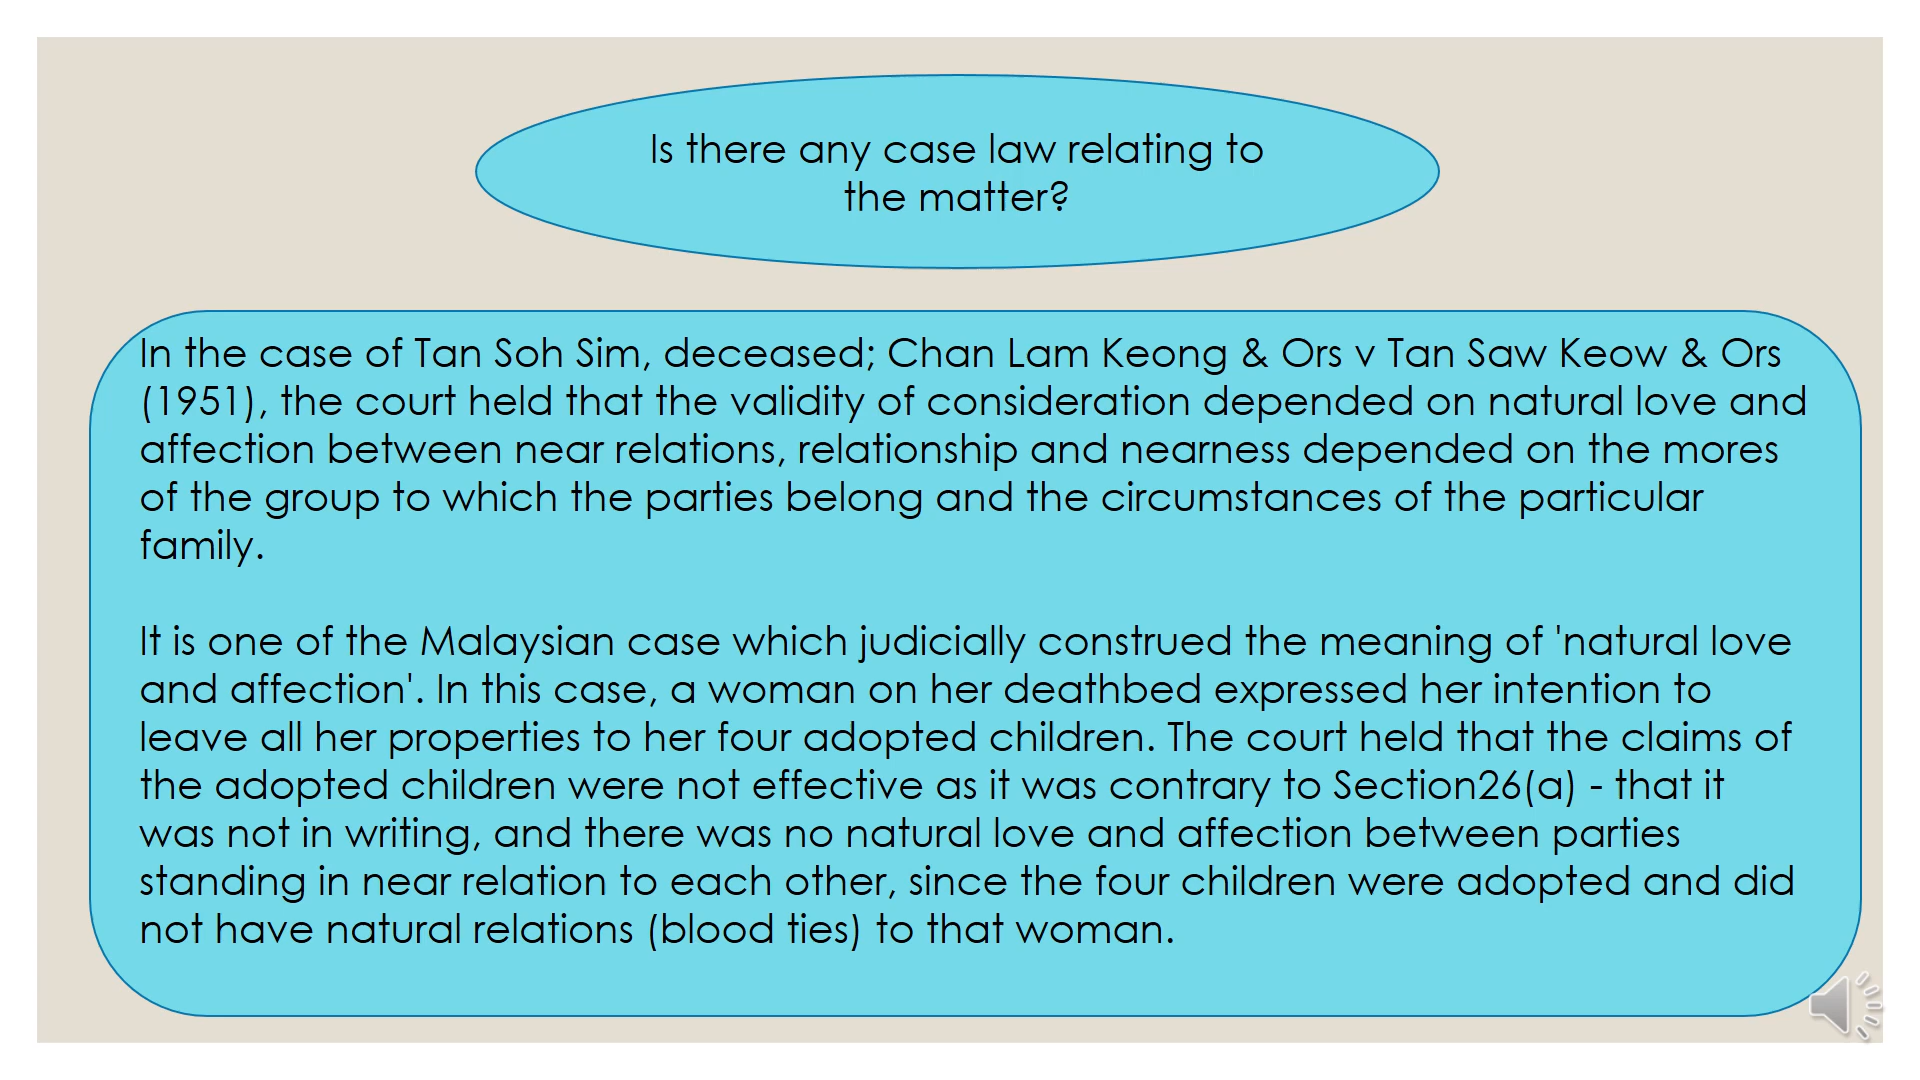 Is there any case law relating to
the matter?
In the case of Tan Soh Sim, deceased; Chan Lam Keong & Ors v Tan Saw Keow & Ors
(1951), the court held that the validity of consideration depended on natural love and
affection between near relations, relationship and nearness depended on the mores
of the group to which the parties belong and the circumstances of the particular
family.
It is one of the Malaysian case which judicially construed the meaning of 'natural love
and affection'. In this case, a woman on her deathbed expressed her intention to
leave all her properties to her four adopted children. The court held that the claims of
the adopted children were not effective as it was contrary to Section26(a) - that it
was not in writing, and there was no natural love and affection between parties
standing in near relation to each other, since the four children were adopted and did
not have natural relations (blood ties) to that woman.